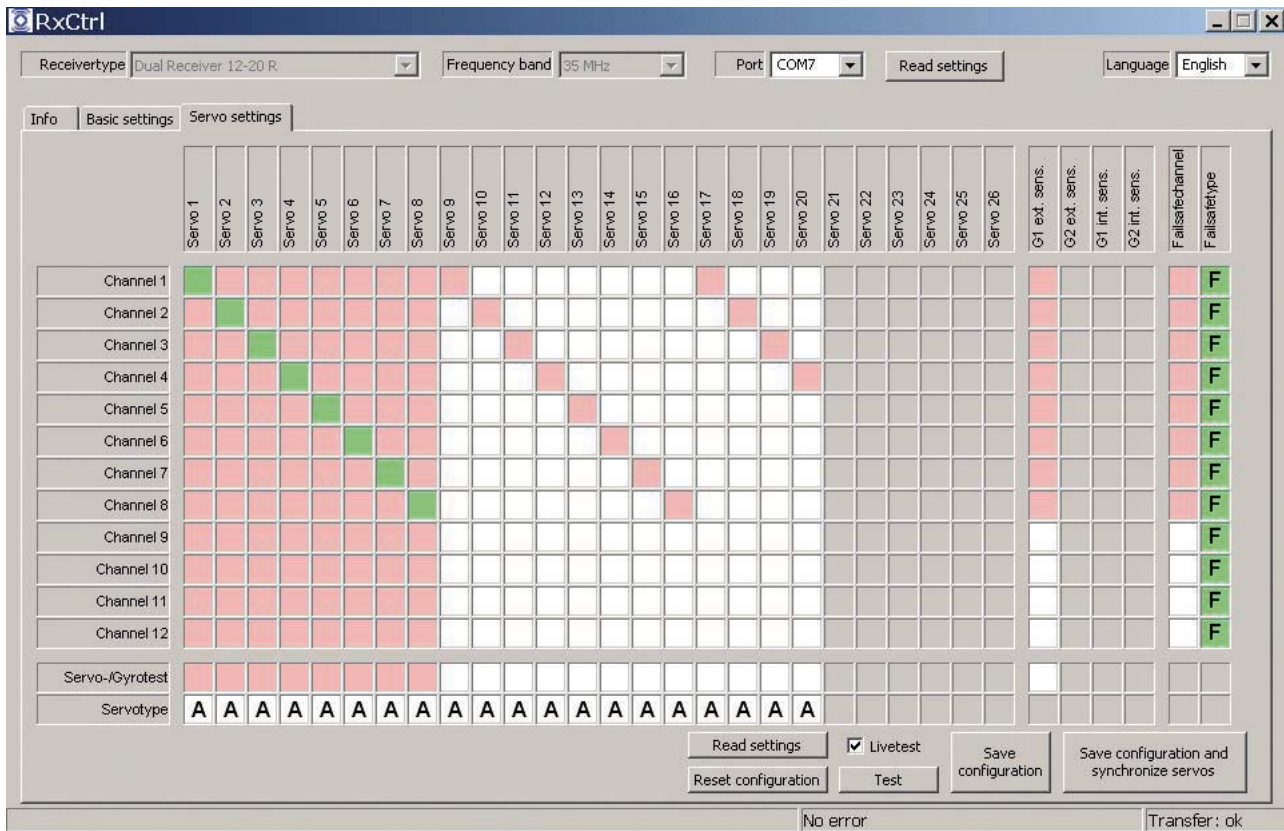 RxCtrl
Receivertype Dual Receiver 12-20 R Frequency band 35 MHz Port COM7 Read settings Language English
Info Basic settings Servo settings
Servo 1 Servo 2 Servo 3 Servo 4 Servo 5 Servo 6 Servo 7 Servo 8 Servo 9 Servo 10 Servo 11 Servo 12 Servo 13 Servo 14 Servo 15 Servo 16 Servo 17 Servo 18 Servo 19 Servo 20 Servo 21 Servo 22 Servo 23 Servo 24 Servo 25 Servo 26 G1 ext. sens. G2 ext. sens. G1 int. sens. G2 int. sens. Failsafechannel Failsafetype
Channel 1 F
Channel 2 F
Channel 3 F
Channel 4 F
Channel 5 F
Channel 6 F
Channel 7 F
Channel 8 F
Channel 9 F
Channel 10 F
Channel 11 F
Channel 12 F
Servo-/Gyrotest
Servotype A A A A A A A A A A A A A A A A A A A A
Read settings Livetest
Reset configuration Test
Save
configuration
Save configuration and
synchronize servos
No error Transfer: ok